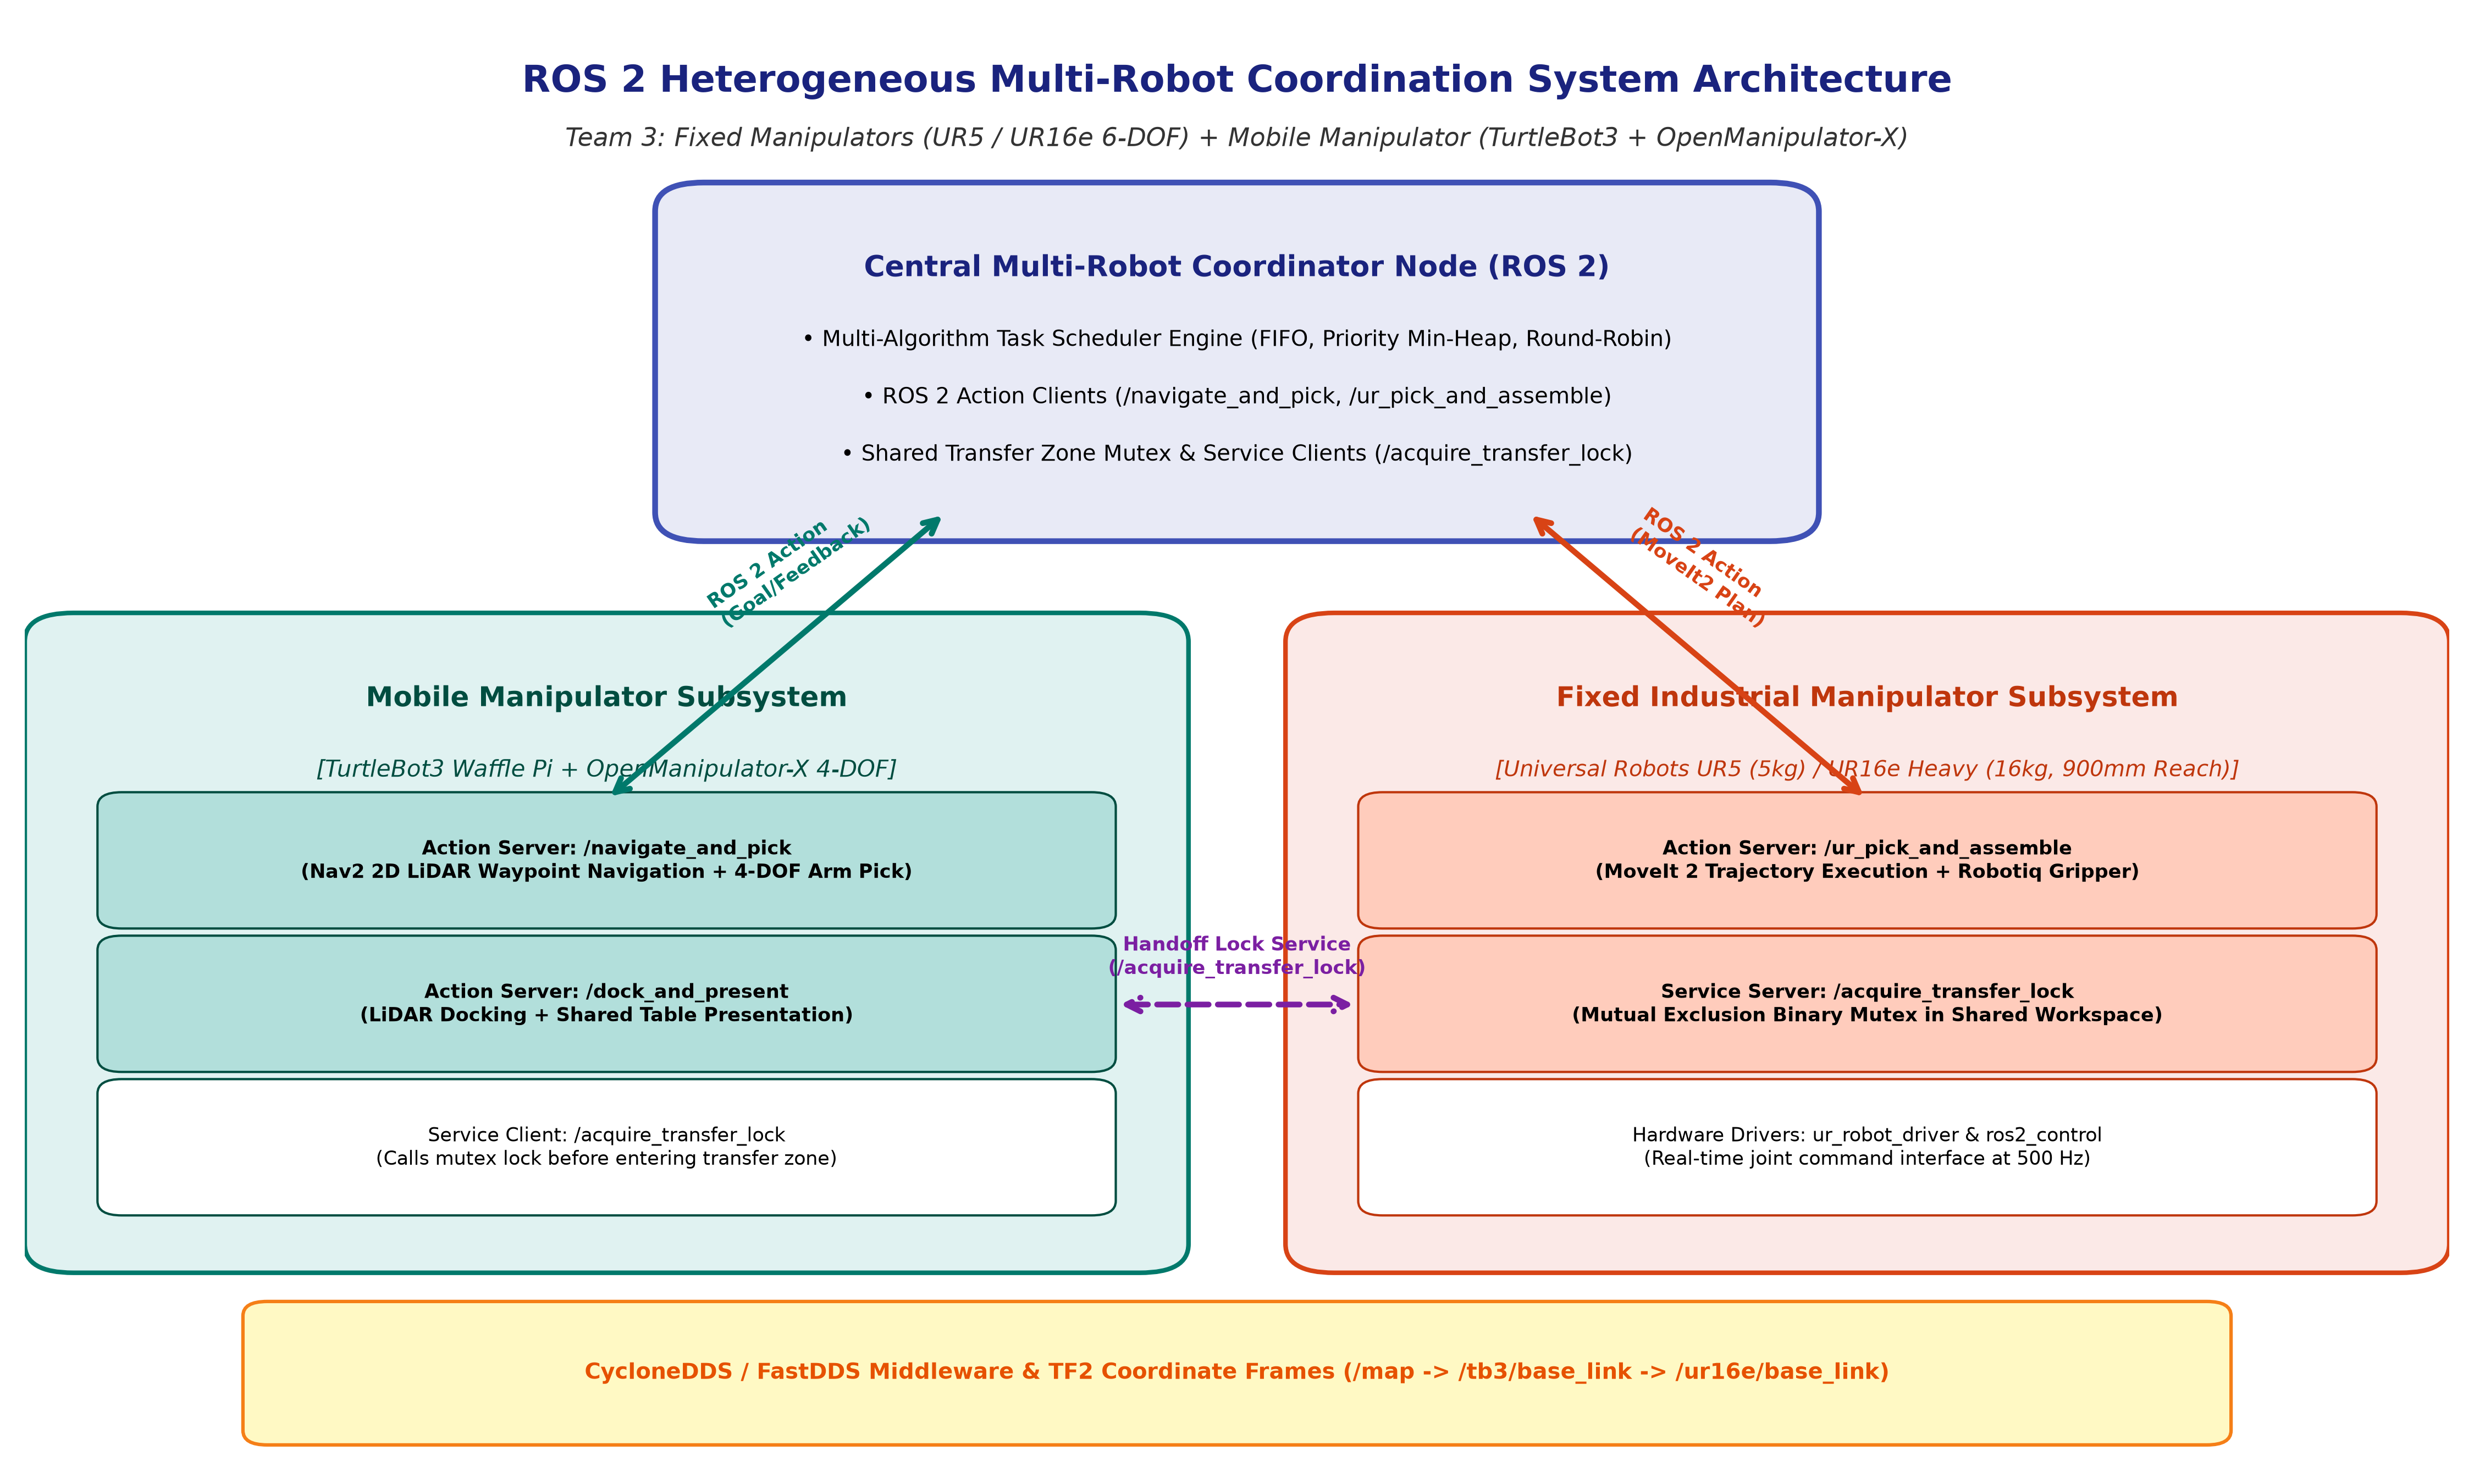 ROS 2 Heterogeneous Multi-Robot Coordination System Architecture
Team 3: Fixed Manipulators (UR5 / UR16e 6-DOF) + Mobile Manipulator (TurtleBot3 + OpenManipulator-X)
Central Multi-Robot Coordinator Node (ROS 2)
• Multi-Algorithm Task Scheduler Engine (FIFO, Priority Min-Heap, Round-Robin)
• ROS 2 Action Clients (/navigate_and_pick, /ur_pick_and_assemble)
• Shared Transfer Zone Mutex & Service Clients (/acquire_transfer_lock)
ROS 2 Action
(Goal/Feedback)
ROS 2 Action
(MoveIt2 Plan)
Mobile Manipulator Subsystem
[TurtleBot3 Waffle Pi + OpenManipulator-X 4-DOF]
Action Server: /navigate_and_pick
(Nav2 2D LiDAR Waypoint Navigation + 4-DOF Arm Pick)
Action Server: /dock_and_present
(LiDAR Docking + Shared Table Presentation)
Service Client: /acquire_transfer_lock
(Calls mutex lock before entering transfer zone)
Handoff Lock Service
(/acquire_transfer_lock)
Fixed Industrial Manipulator Subsystem
[Universal Robots UR5 (5kg) / UR16e Heavy (16kg, 900mm Reach)]
Action Server: /ur_pick_and_assemble
(MoveIt 2 Trajectory Execution + Robotiq Gripper)
Service Server: /acquire_transfer_lock
(Mutual Exclusion Binary Mutex in Shared Workspace)
Hardware Drivers: ur_robot_driver & ros2_control
(Real-time joint command interface at 500 Hz)
CycloneDDS / FastDDS Middleware & TF2 Coordinate Frames (/map -> /tb3/base_link -> /ur16e/base_link)